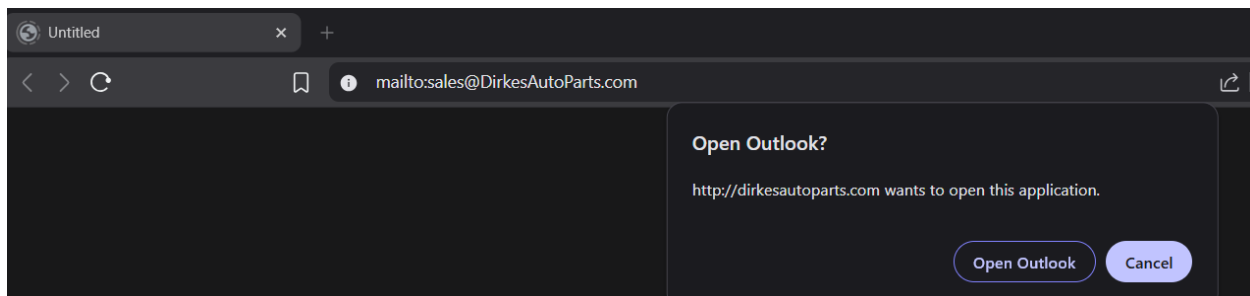 Untitled
mailto:sales@DirkesAutoParts.com
Open Outlook?
http://dirkesautoparts.com wants to open this application.
Open Outlook Cancel